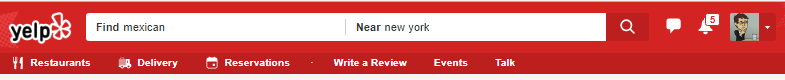 yelp Find mexican Near new york 5
Restaurants Delivery Reservations · Write a Review Events Talk